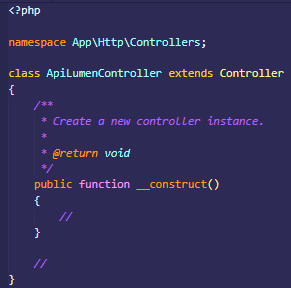 <?php
namespace App\Http\Controllers;
class ApiLumenController extends Controller
{
    /**
     * Create a new controller instance.
     *
     * @return void
     */
    public function __construct()
    {
        //
    }
    //
}